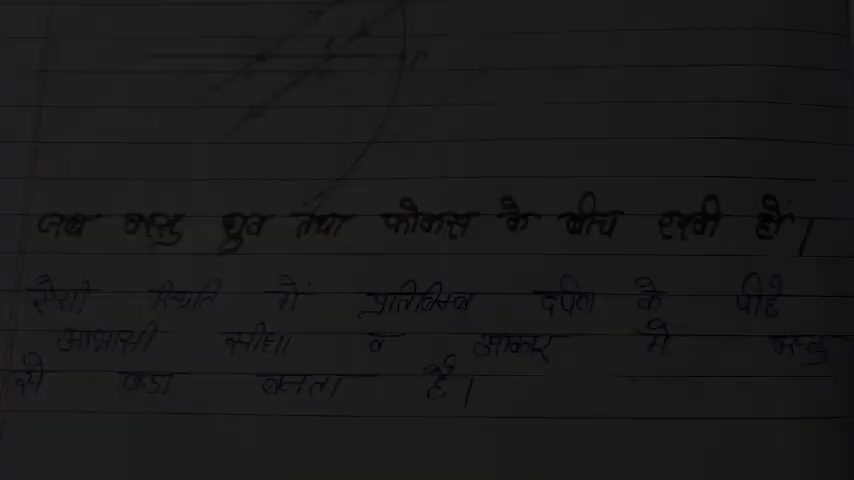 P
जब वस्तु ध्रुव तथा फोकस के बीच रखी हो।
ऐसी स्थिति में प्रतिबिम्ब दर्पण के पीछे
आभासी सीधा व आकार में वस्तु
से बड़ा बनता है।